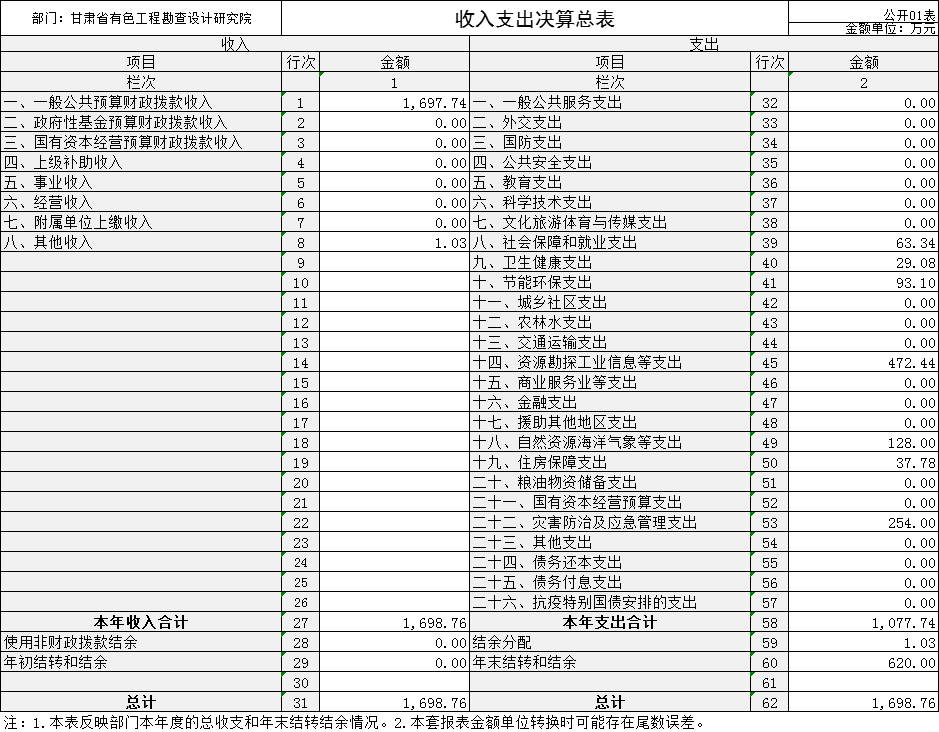 部门：甘肃省有色工程勘查设计研究院 收入支出决算总表 公开01表
金额单位：万元
收入 支出
项目 行次 金额 项目 行次 金额
栏次 1 栏次 2
一、一般公共预算财政拨款收入 1 1,697.74 一、一般公共服务支出 32 0.00
二、政府性基金预算财政拨款收入 2 0.00 二、外交支出 33 0.00
三、国有资本经营预算财政拨款收入 3 0.00 三、国防支出 34 0.00
四、上级补助收入 4 0.00 四、公共安全支出 35 0.00
五、事业收入 5 0.00 五、教育支出 36 0.00
六、经营收入 6 0.00 六、科学技术支出 37 0.00
七、附属单位上缴收入 7 0.00 七、文化旅游体育与传媒支出 38 0.00
八、其他收入 8 1.03 八、社会保障和就业支出 39 63.34
9 九、卫生健康支出 40 29.08
10 十、节能环保支出 41 93.10
11 十一、城乡社区支出 42 0.00
12 十二、农林水支出 43 0.00
13 十三、交通运输支出 44 0.00
14 十四、资源勘探工业信息等支出 45 472.44
15 十五、商业服务业等支出 46 0.00
16 十六、金融支出 47 0.00
17 十七、援助其他地区支出 48 0.00
18 十八、自然资源海洋气象等支出 49 128.00
19 十九、住房保障支出 50 37.78
20 二十、粮油物资储备支出 51 0.00
21 二十一、国有资本经营预算支出 52 0.00
22 二十二、灾害防治及应急管理支出 53 254.00
23 二十三、其他支出 54 0.00
24 二十四、债务还本支出 55 0.00
25 二十五、债务付息支出 56 0.00
26 二十六、抗疫特别国债安排的支出 57 0.00
本年收入合计 27 1,698.76 本年支出合计 58 1,077.74
使用非财政拨款结余 28 0.00 结余分配 59 1.03
年初结转和结余 29 0.00 年末结转和结余 60 620.00
30 61
总计 31 1,698.76 总计 62 1,698.76
注：1.本表反映部门本年度的总收支和年末结转结余情况。2.本套报表金额单位转换时可能存在尾数误差。